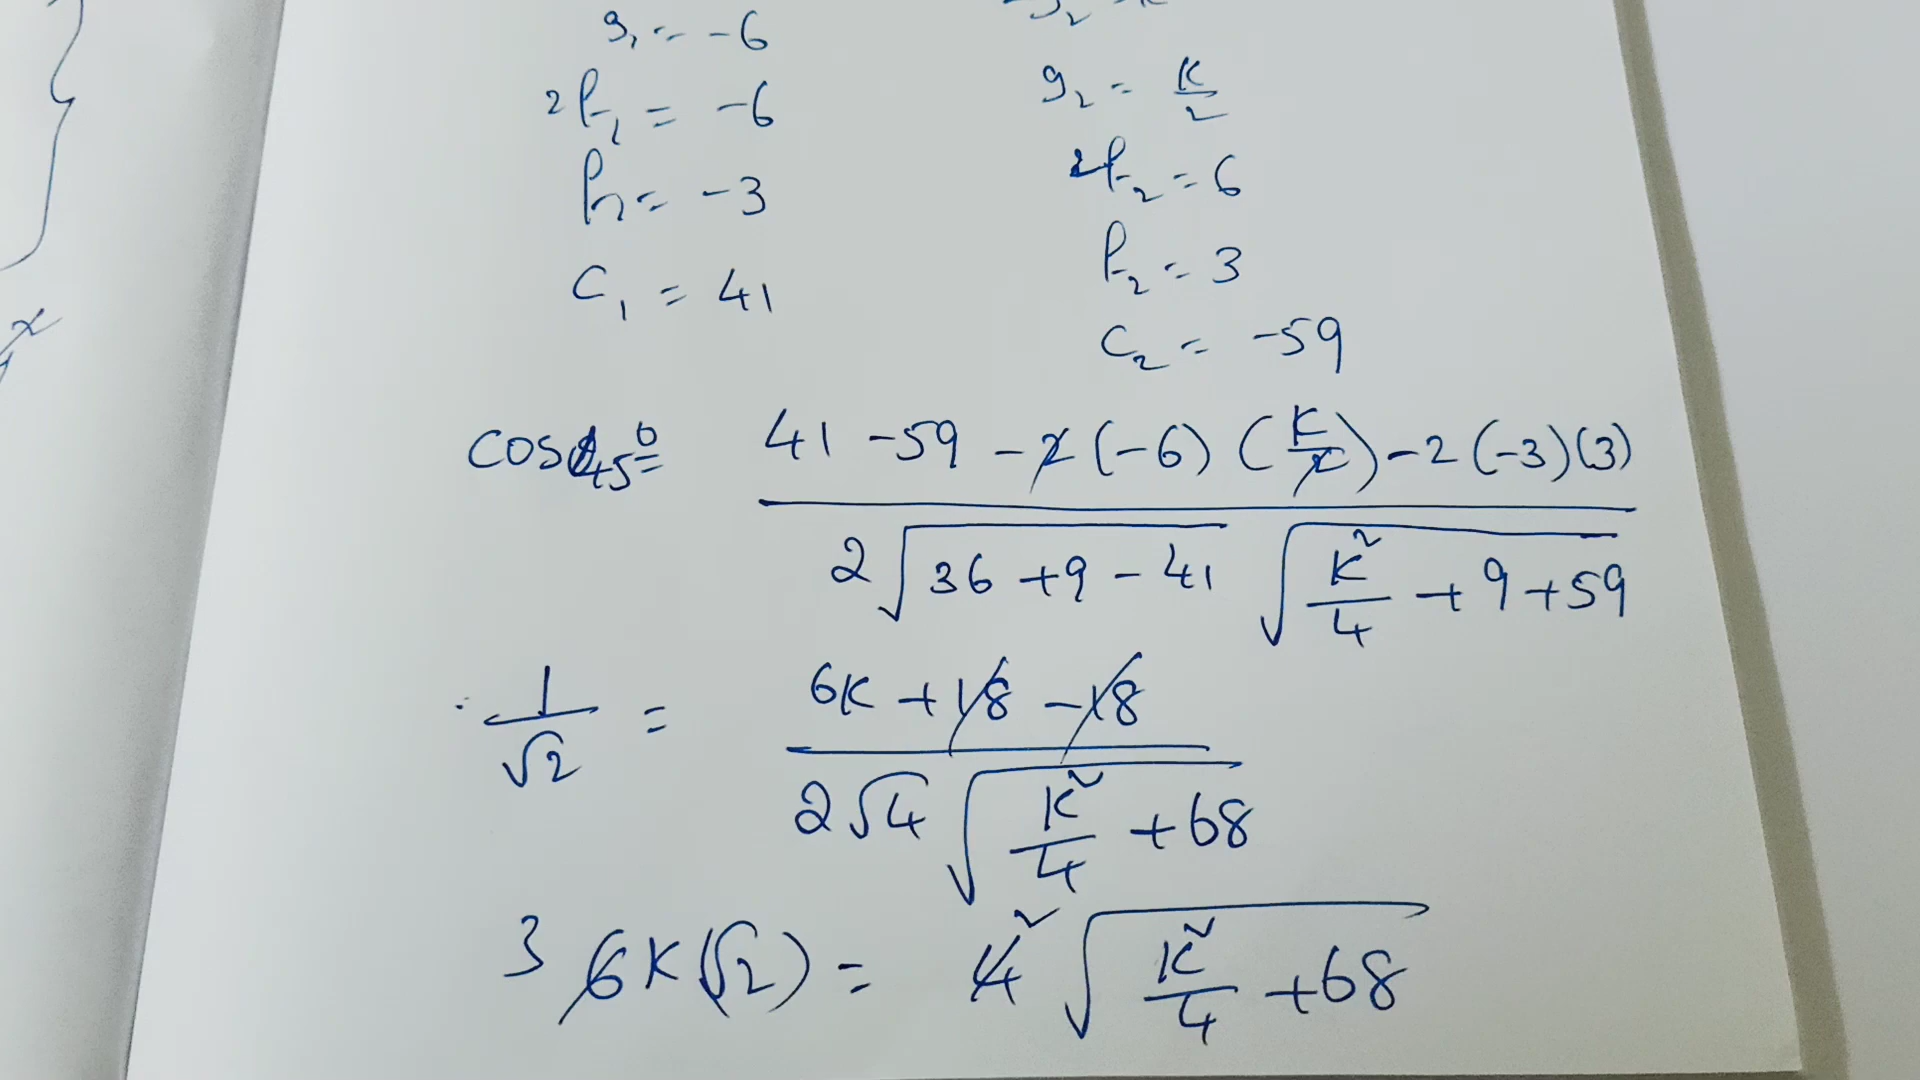 g₁ = -6
2f₁ = -6
f₁ = -3
C₁ = 41
g₂ = K/2
2f₂ = 6
f₂ = 3
C₂ = -59
cos 45° = (41 - 59 - 2(-6)(K/2) - 2(-3)(3)) / (2√(36 + 9 - 41) √(K²/4 + 9 + 59))
1/√2 = (6K + 18 - 18) / (2√4 √(K²/4 + 68))
3 6K(√2) = 4² √(K²/4 + 68)